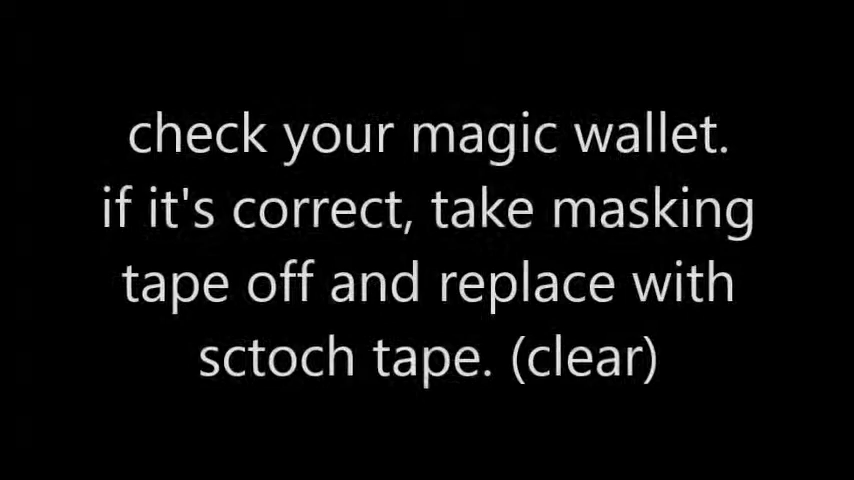 check your magic wallet.
if it's correct, take masking
tape off and replace with
sctoch tape. (clear)